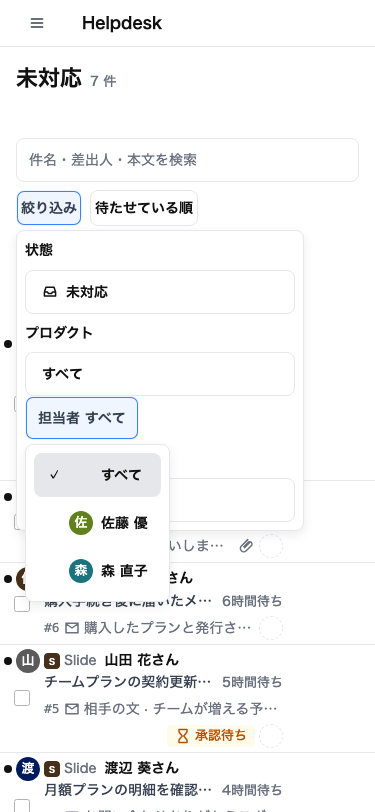 Helpdesk
未対応 7 件
件名・差出人・本文を検索
絞り込み 待たせている順
状態
未対応
プロダクト
すべて
担当者 すべて
✓ すべて
佐 佐藤 優
森 森 直子
いしま…
さん
購入手続き後に届いたメ… 6時間待ち
#6 購入したプランと発行さ…
山 S Slide 山田 花さん
チームプランの契約更新… 5時間待ち
#5 相手の文 · チームが増える予…
承認待ち
渡 S Slide 渡辺 葵さん
月額プランの明細を確認… 4時間待ち